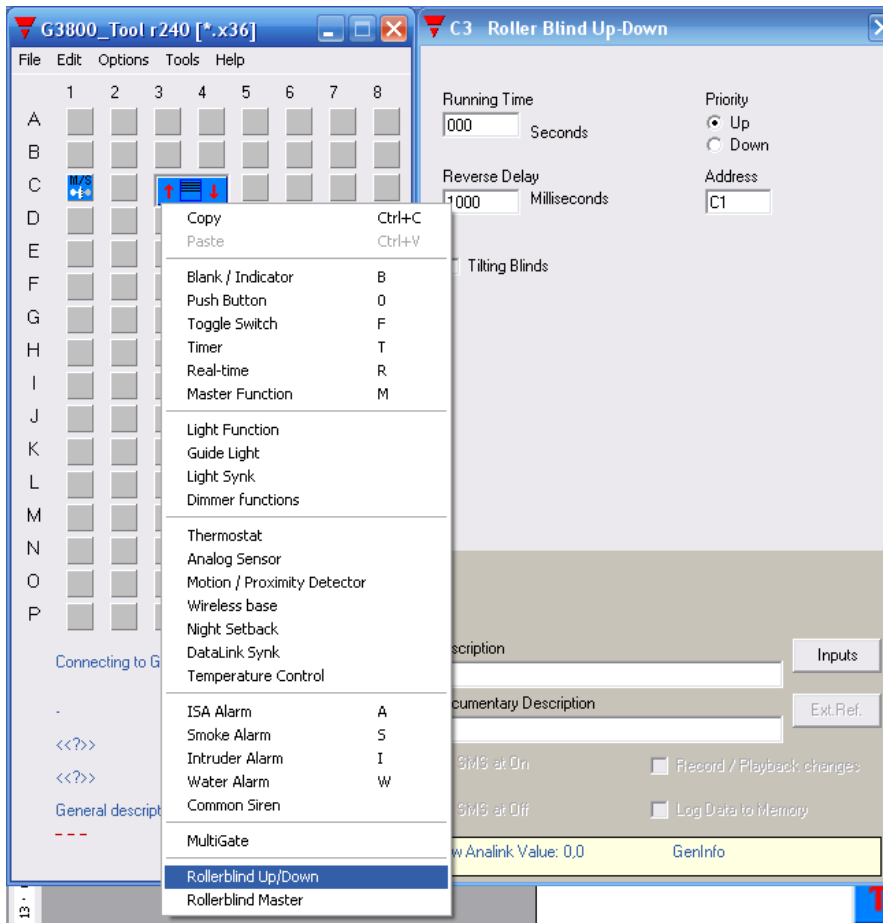 G3800_Tool r240 [*.x36]
File Edit Options Tools Help
1 2 3 4 5 6 7 8
A
B
C M/S
D
E
F
G
H
I
J
K
L
M
N
O
P
Connecting to G
-
<<?>>
<<?>>
General descript
- - -
Copy Ctrl+C
Paste Ctrl+V
Blank / Indicator B
Push Button 0
Toggle Switch F
Timer T
Real-time R
Master Function M
Light Function
Guide Light
Light Synk
Dimmer functions
Thermostat
Analog Sensor
Motion / Proximity Detector
Wireless base
Night Setback
DataLink Synk
Temperature Control
ISA Alarm A
Smoke Alarm S
Intruder Alarm I
Water Alarm W
Common Siren
MultiGate
Rollerblind Up/Down
Rollerblind Master
C3 Roller Blind Up-Down
Running Time Priority
000 Seconds Up
Down
Reverse Delay Address
1000 Milliseconds C1
Tilting Blinds
scription
Inputs
cumentary Description
Ext.Ref.
SMS at On Record / Playback changes
SMS at Off Log Data to Memory
w Analink Value: 0,0 GenInfo
13
T